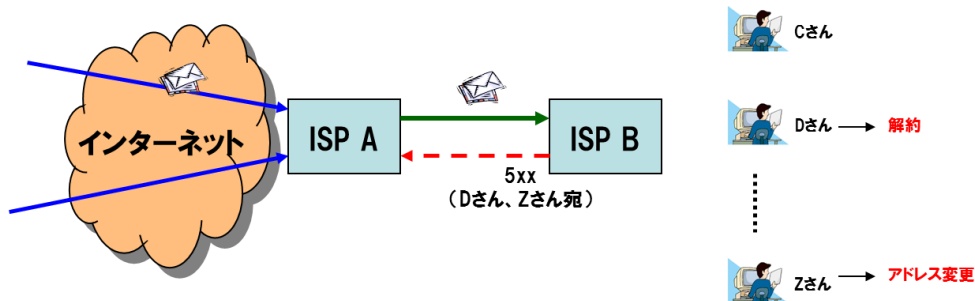 Cさん
Dさん
解約
インターネット
ISP A
ISP B
5xx
（Dさん、Zさん宛）
Zさん
アドレス変更